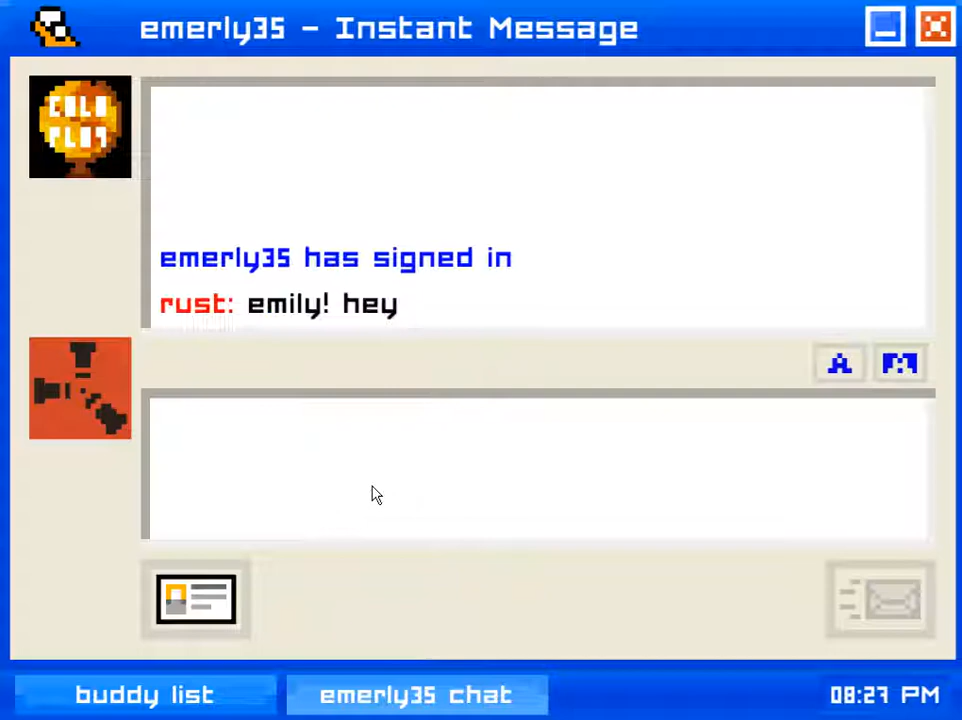 emerly35 - Instant Message
COLD
PLAY
emerly35 has signed in
rust: emily! hey
A
buddy list
emerly35 chat
08:27 PM